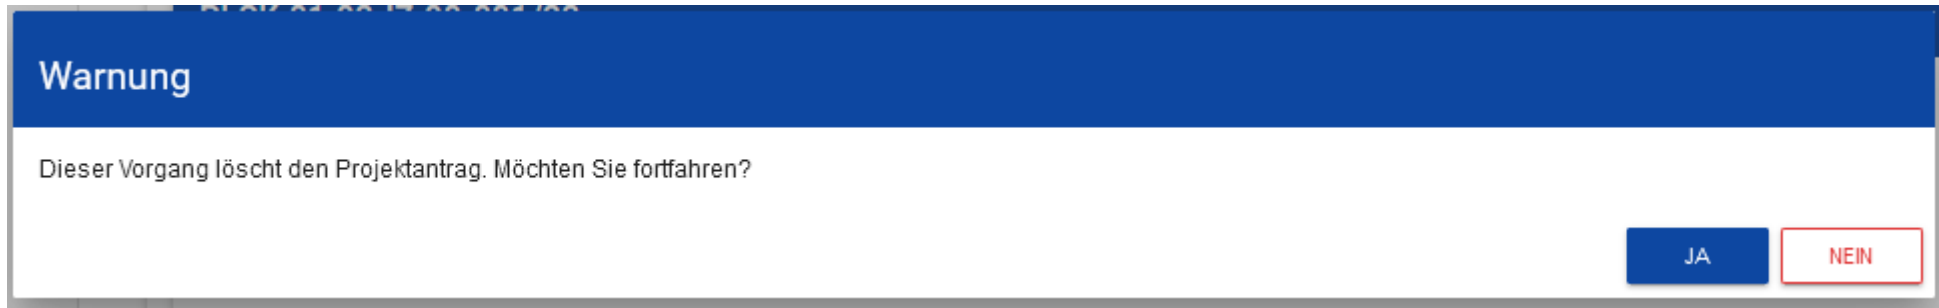 Warnung
Dieser Vorgang löscht den Projektantrag. Möchten Sie fortfahren?
JA
NEIN